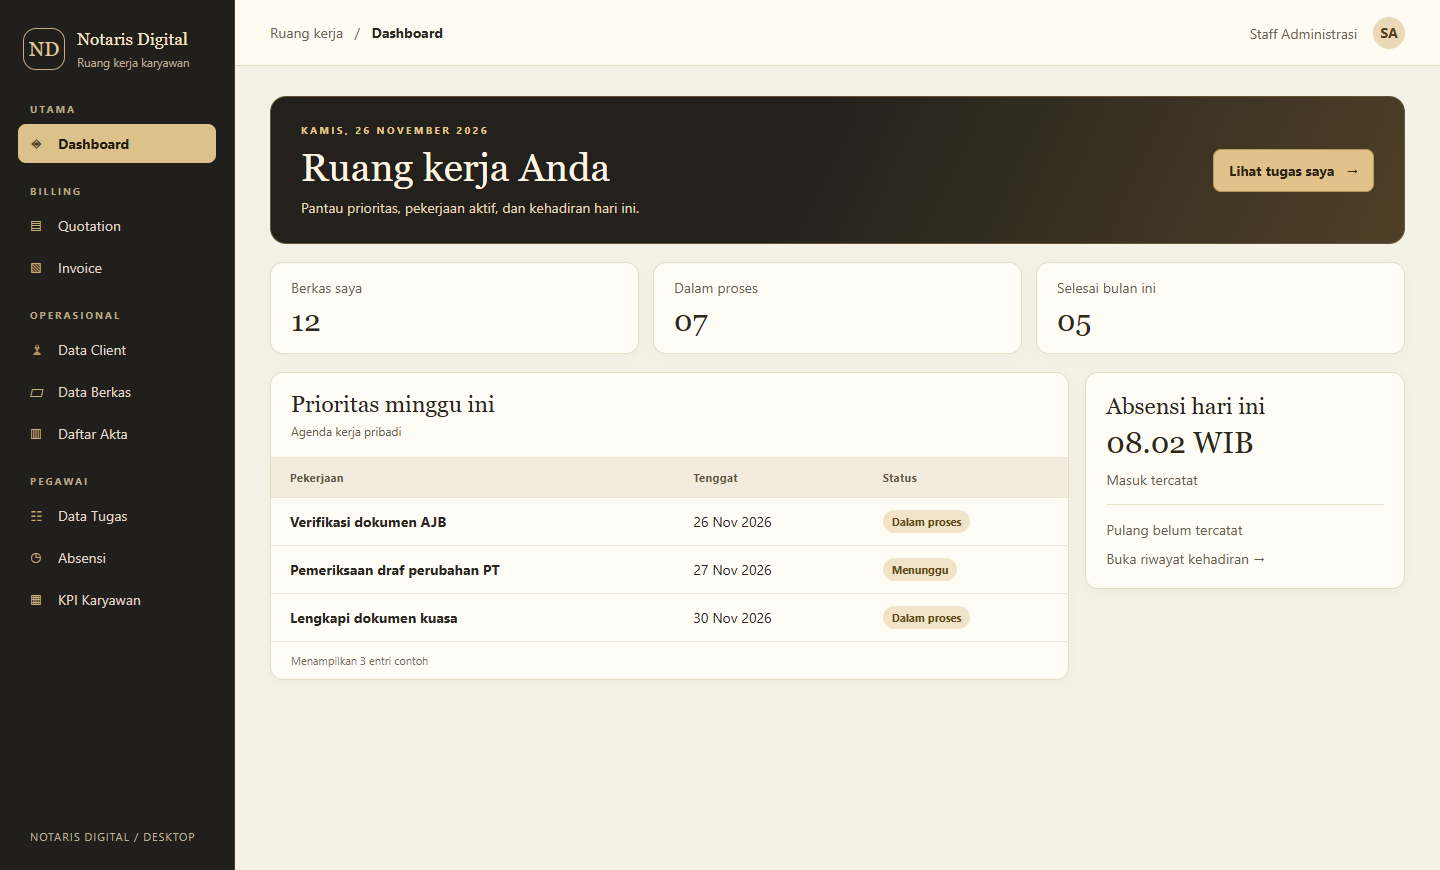 ND
Notaris Digital
Ruang kerja karyawan
UTAMA
Dashboard
BILLING
Quotation
Invoice
OPERASIONAL
Data Client
Data Berkas
Daftar Akta
PEGAWAI
Data Tugas
Absensi
KPI Karyawan
NOTARIS DIGITAL / DESKTOP
Ruang kerja / Dashboard
Staff Administrasi SA
KAMIS, 26 NOVEMBER 2026
Ruang kerja Anda
Pantau prioritas, pekerjaan aktif, dan kehadiran hari ini.
Lihat tugas saya →
Berkas saya
12
Dalam proses
07
Selesai bulan ini
05
Prioritas minggu ini
Agenda kerja pribadi
Pekerjaan Tenggat Status
Verifikasi dokumen AJB 26 Nov 2026 Dalam proses
Pemeriksaan draf perubahan PT 27 Nov 2026 Menunggu
Lengkapi dokumen kuasa 30 Nov 2026 Dalam proses
Menampilkan 3 entri contoh
Absensi hari ini
08.02 WIB
Masuk tercatat
Pulang belum tercatat
Buka riwayat kehadiran →